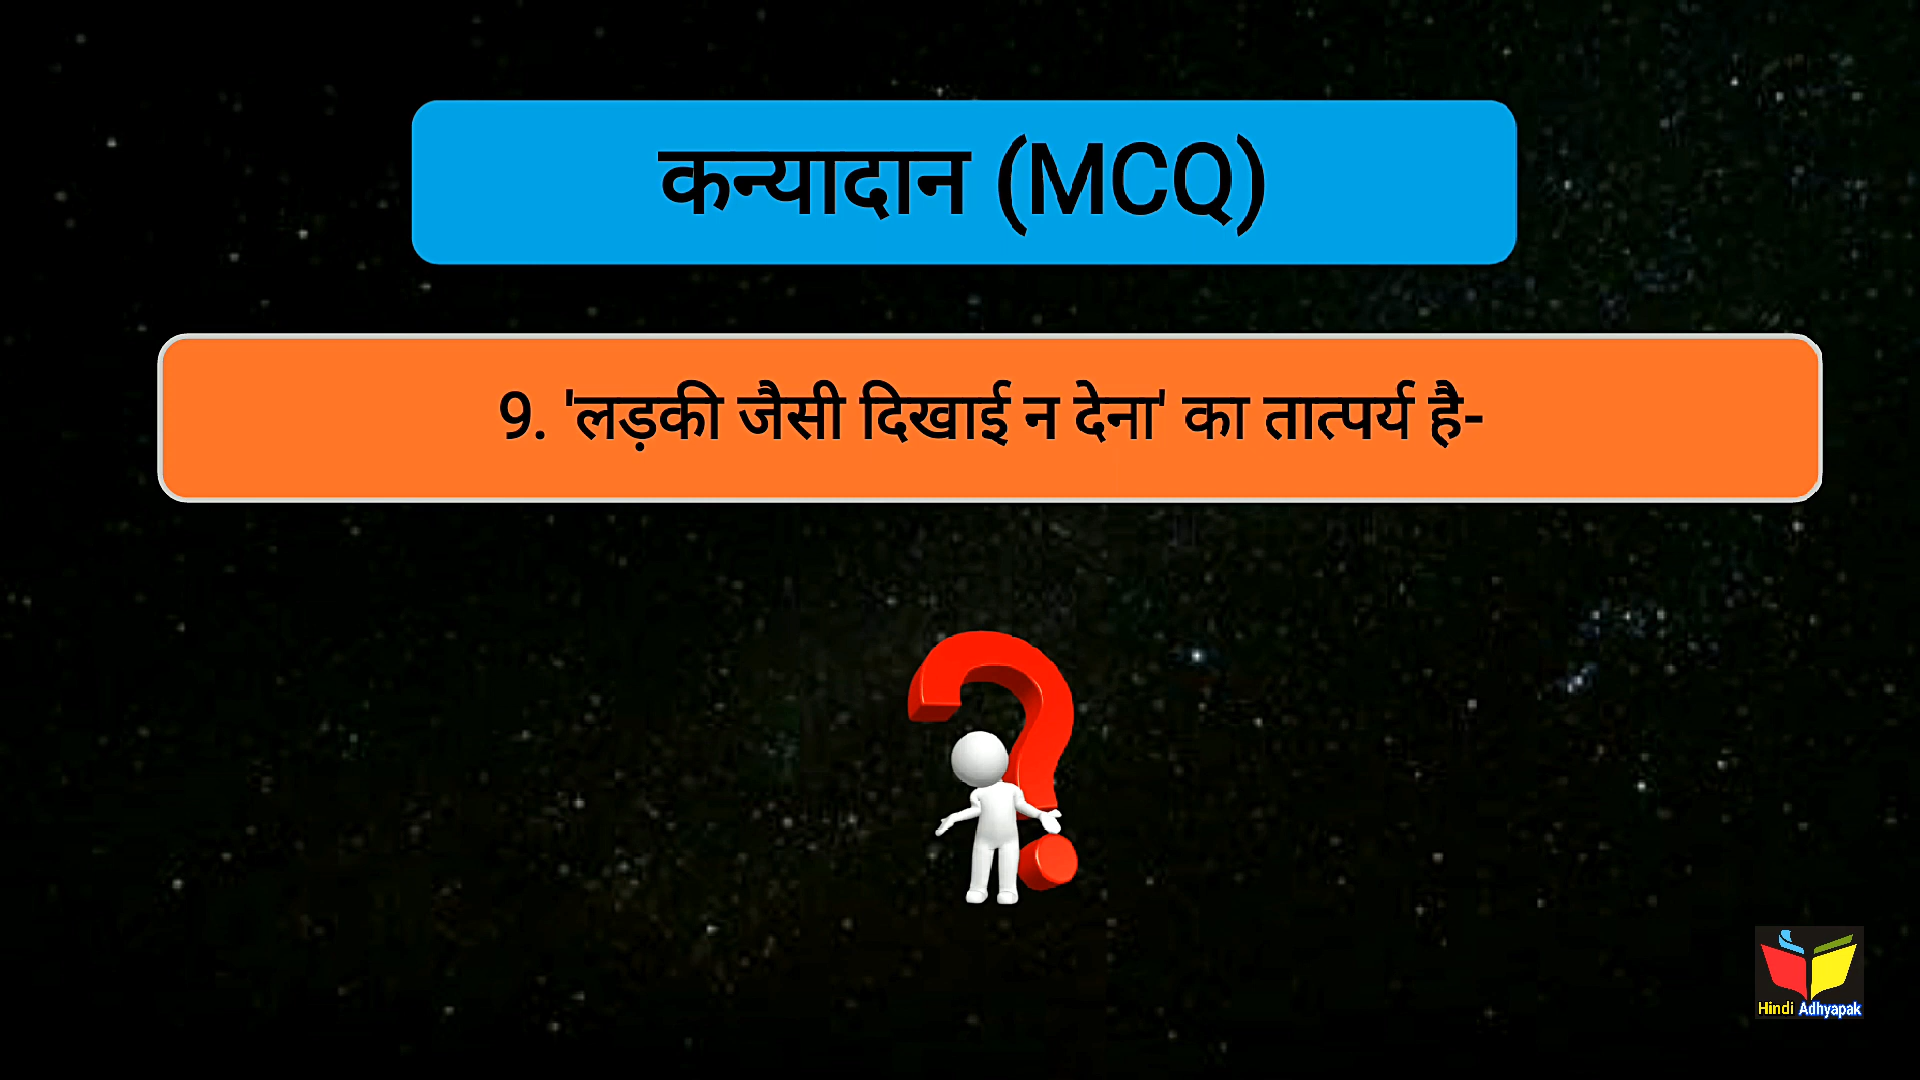 कन्यादान (MCQ)
9. 'लड़की जैसी दिखाई न देना' का तात्पर्य है-
Hindi Adhyapak